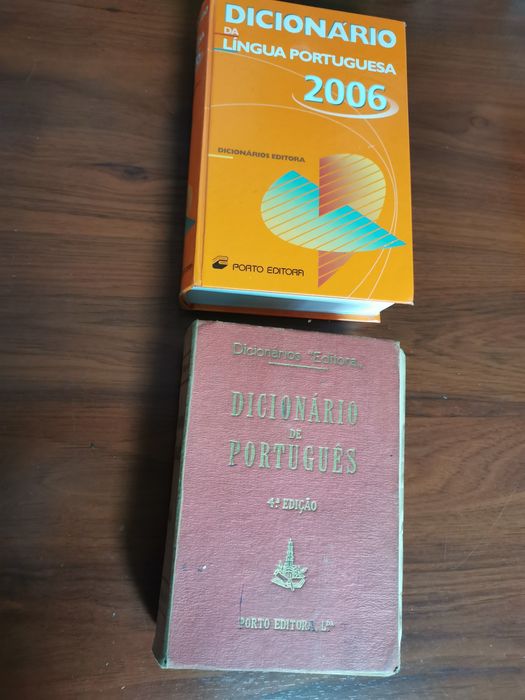 DICIONÁRIO
DA
LÍNGUA PORTUGUESA
2006
DICIONÁRIOS EDITORA
PORTO EDITORA
Dicionários "Editora„
DICIONÁRIO
DE
PORTUGUÊS
4.ª EDIÇÃO
PORTO EDITORA, L.DA